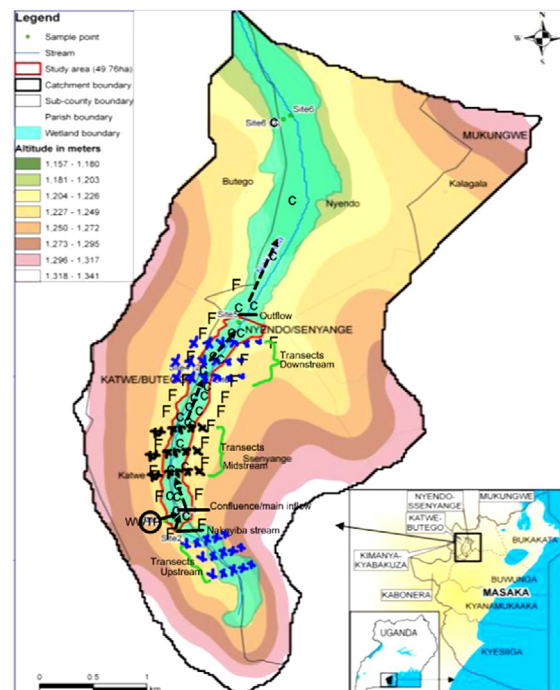 Legend
Sample point
Stream
Study area (49.76ha)
Catchment boundary
Sub-county boundary
Parish boundary
Wetland boundary
Altitude in meters
1,157 - 1,180
1,181 - 1,203
1,204 - 1,226
1,227 - 1,249
1,250 - 1,272
1,273 - 1,295
1,296 - 1,317
1,318 - 1,341
N
W
E
S
Site6
Site6
C
MUKUNGWE
Butego
Kalagala
C
Nyendo
C
F
Outflow
Site5
NYENDO/SENYANGE
F
F
Transects
Downstream
KATWE/BUTEGO
F
F
F
Transects
Ssenyange
Midstream
Katwe
F
F
Confluence/main inflow
WWTP
Nakayiba stream
F
Site2
Transects
Upstream
0
0.5
1
km
NYENDO-
SSENYANGE
MUKUNGWE
KATWE-
BUTEGO
BUKAKATA
KIMANYA-
KYABAKUZA
BUWUNGA
KABONERA
MASAKA
KYANAMUKAAKA
UGANDA
KYESIIGA